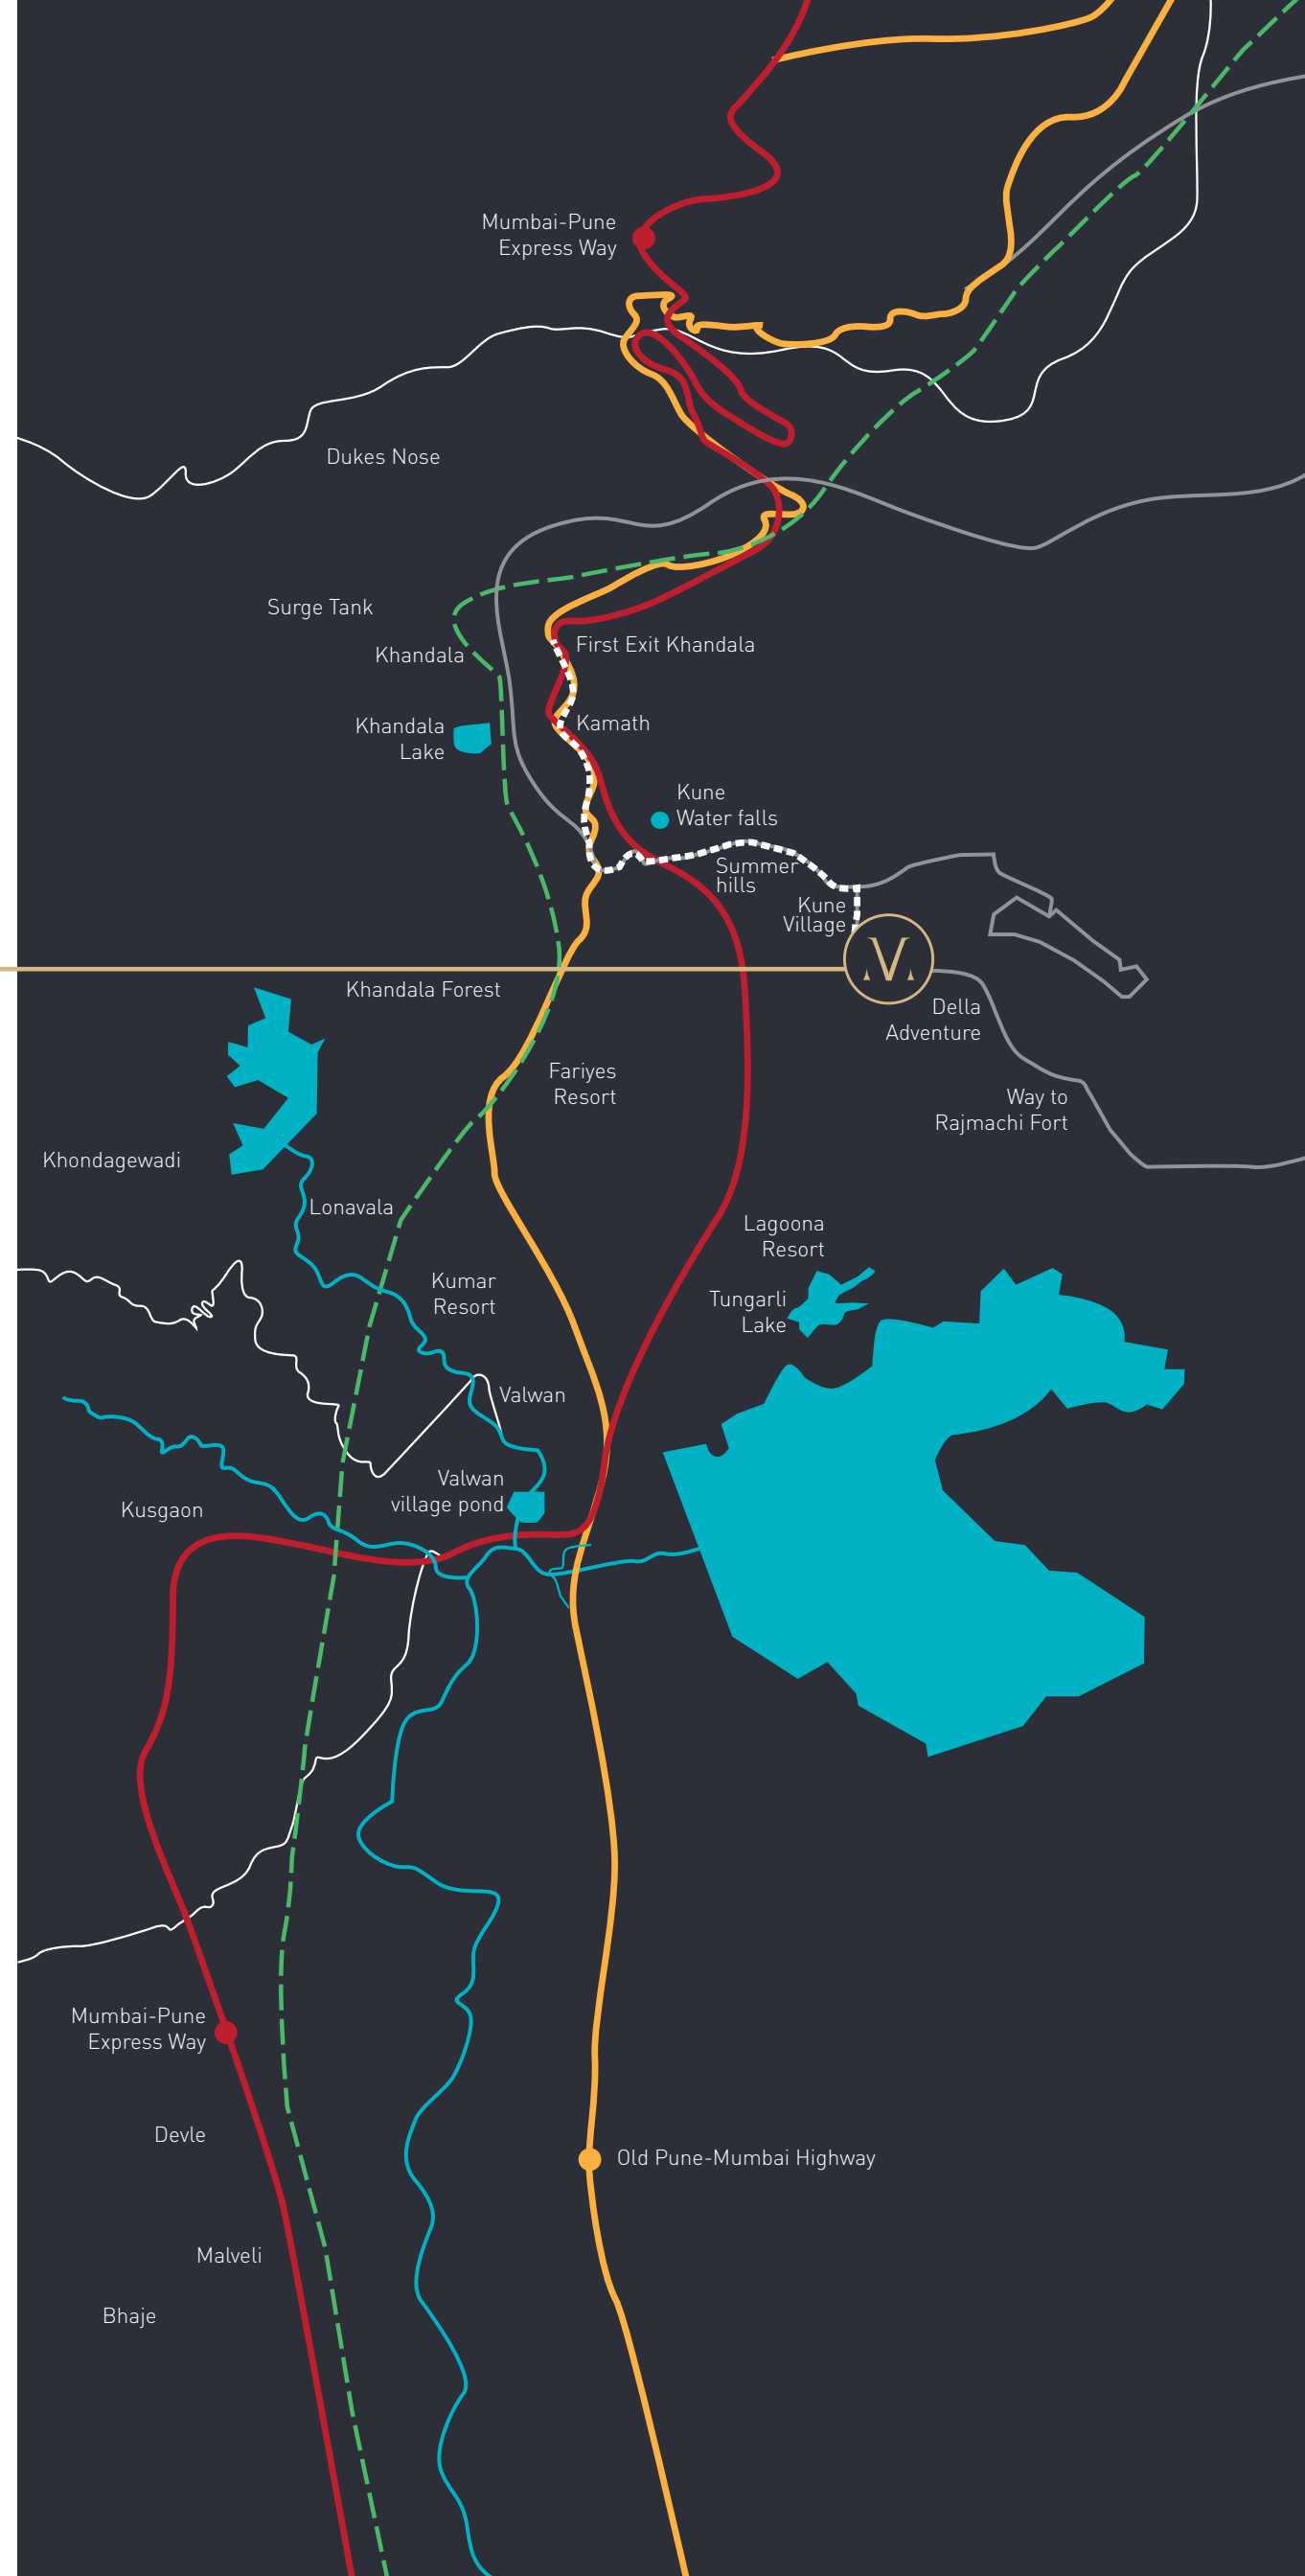 Mumbai-Pune
Express Way
Dukes Nose
Surge Tank
First Exit Khandala
Khandala
Kamath
Khandala
Lake
Kune
Water falls
Summer
hills
Kune
Village
Khandala Forest
Della
Adventure
Fariyes
Resort
Way to
Rajmachi Fort
Khondagewadi
Lonavala
Lagoona
Resort
Kumar
Resort
Tungarli
Lake
Valwan
Valwan
village pond
Kusgaon
Mumbai-Pune
Express Way
Devle
Old Pune-Mumbai Highway
Malveli
Bhaje